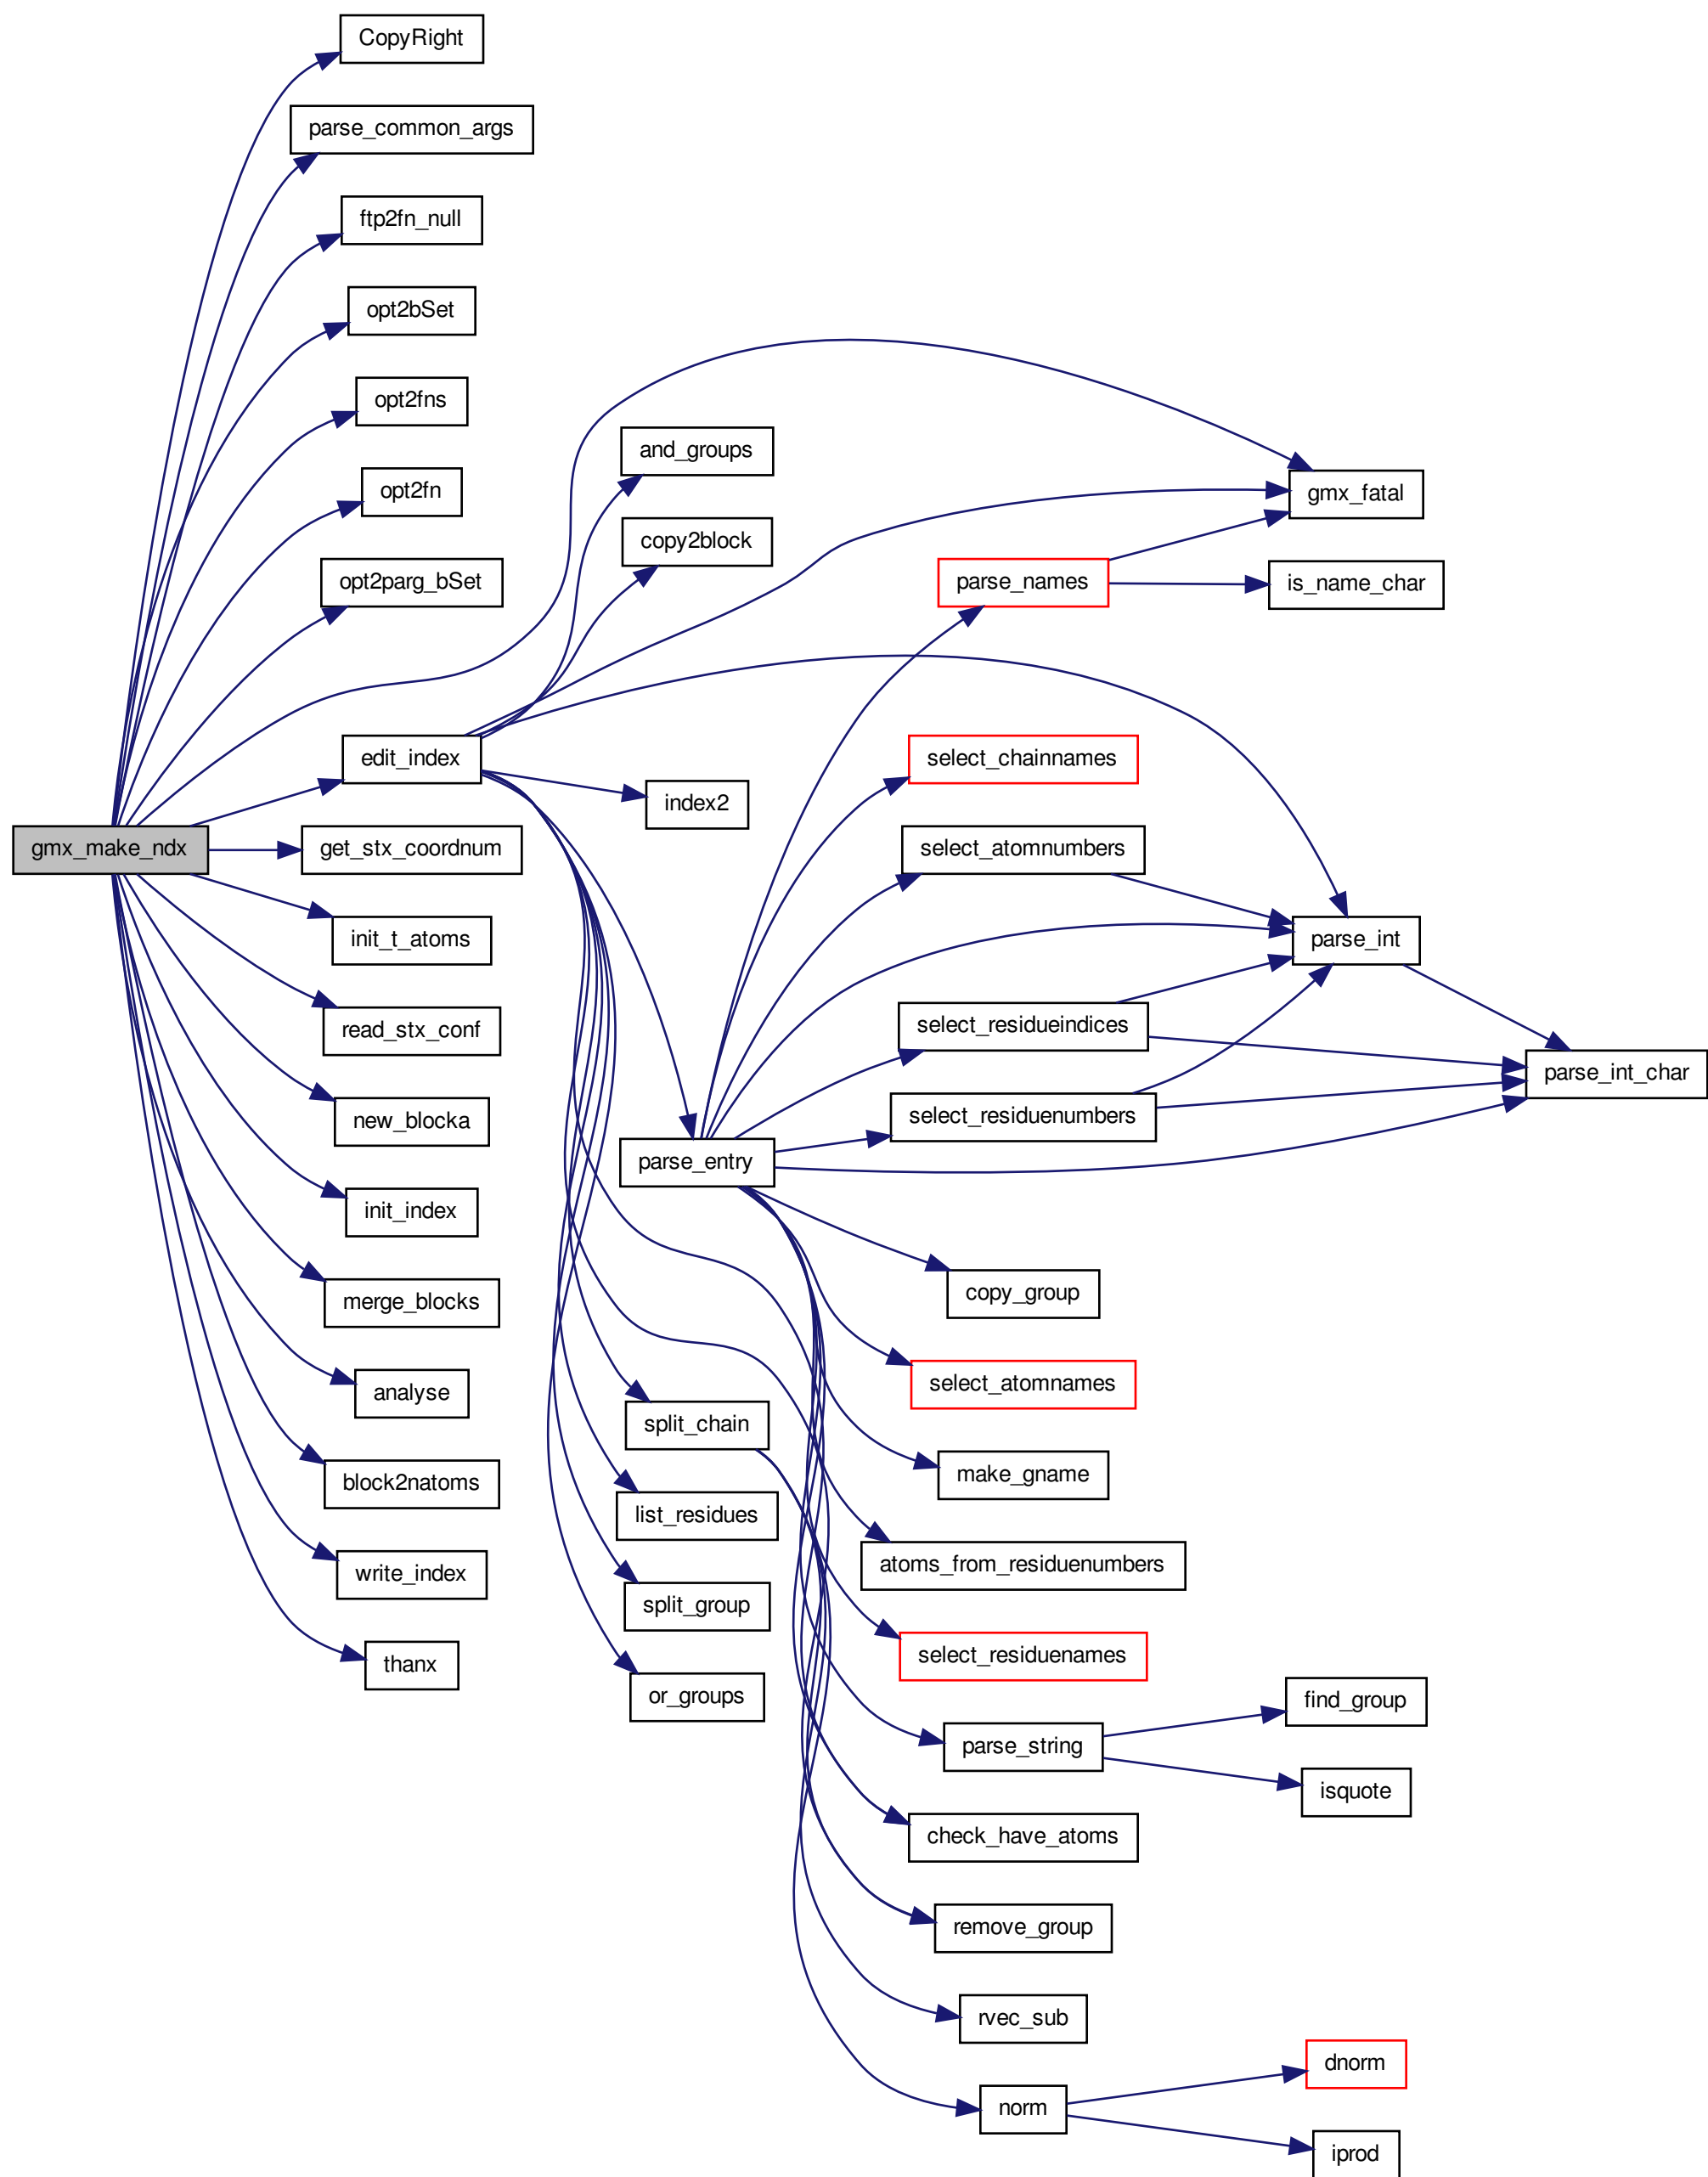 CopyRight
parse_common_args
ftp2fn_null
opt2bSet
opt2fns
opt2fn
opt2parg_bSet
edit_index
gmx_make_ndx
get_stx_coordnum
init_t_atoms
read_stx_conf
new_blocka
init_index
merge_blocks
analyse
block2natoms
write_index
thanx
and_groups
copy2block
index2
parse_entry
split_chain
list_residues
split_group
or_groups
parse_names
select_chainnames
select_atomnumbers
select_residueindices
select_residuenumbers
copy_group
select_atomnames
make_gname
atoms_from_residuenumbers
select_residuenames
parse_string
check_have_atoms
remove_group
rvec_sub
norm
gmx_fatal
is_name_char
parse_int
parse_int_char
find_group
isquote
dnorm
iprod